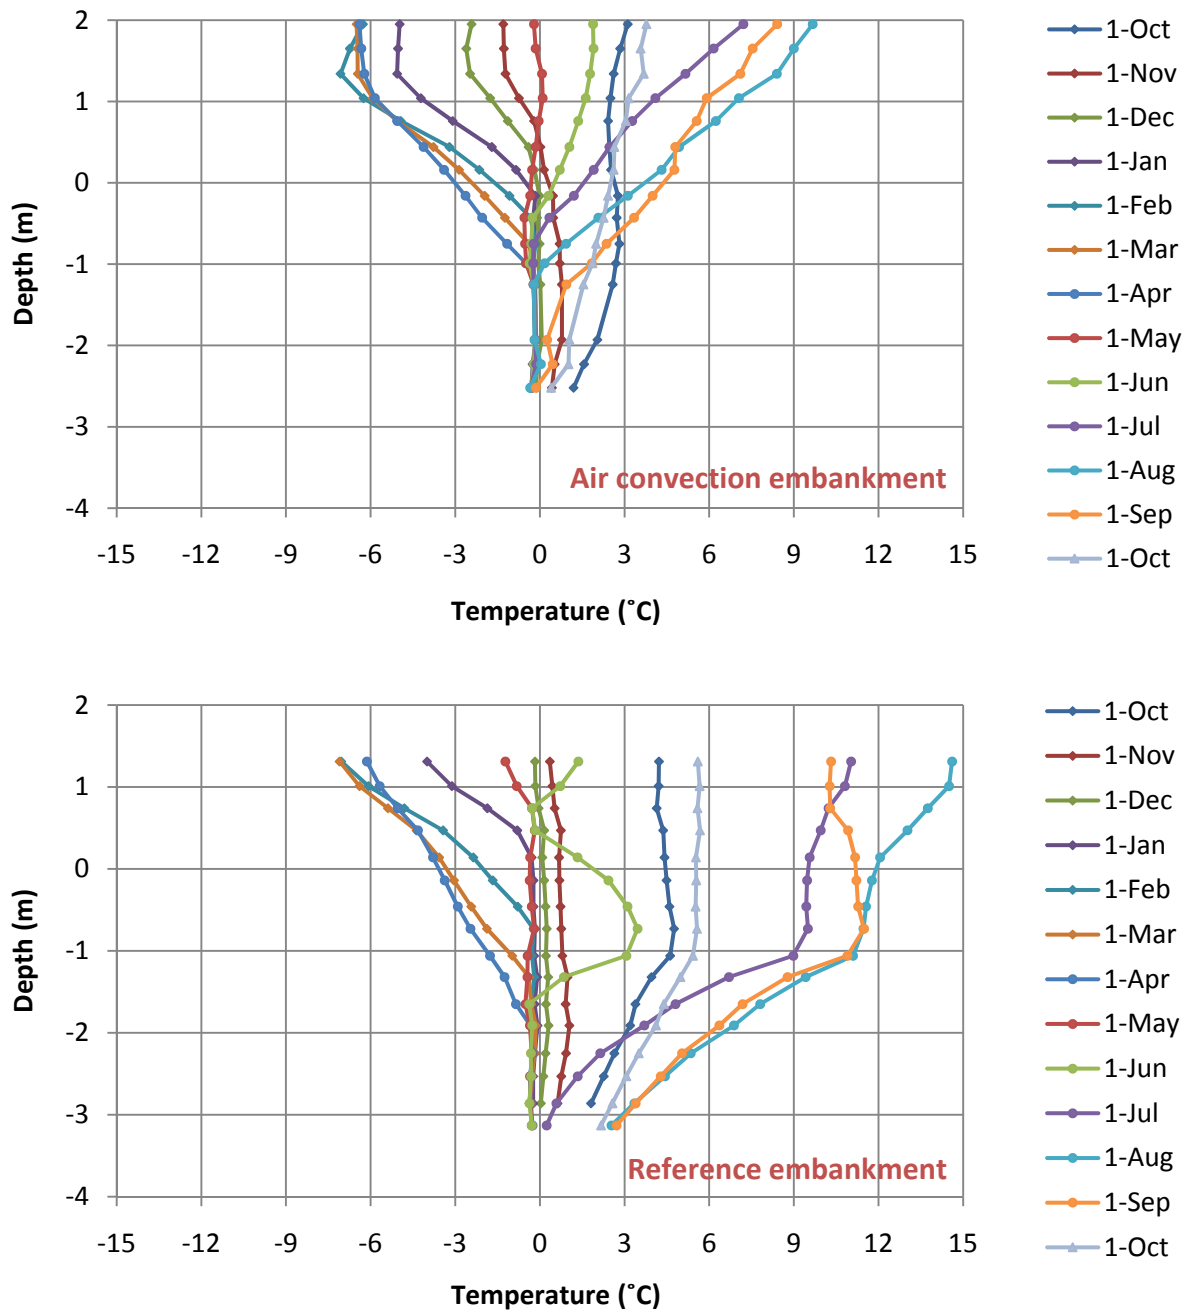 2
1
0
-1
-2
-3
-4
Depth (m)
-15 -12 -9 -6 -3 0 3 6 9 12 15
Temperature (˚C)
Air convection embankment
1-Oct
1-Nov
1-Dec
1-Jan
1-Feb
1-Mar
1-Apr
1-May
1-Jun
1-Jul
1-Aug
1-Sep
1-Oct
2
1
0
-1
-2
-3
-4
Depth (m)
-15 -12 -9 -6 -3 0 3 6 9 12 15
Temperature (˚C)
Reference embankment
1-Oct
1-Nov
1-Dec
1-Jan
1-Feb
1-Mar
1-Apr
1-May
1-Jun
1-Jul
1-Aug
1-Sep
1-Oct